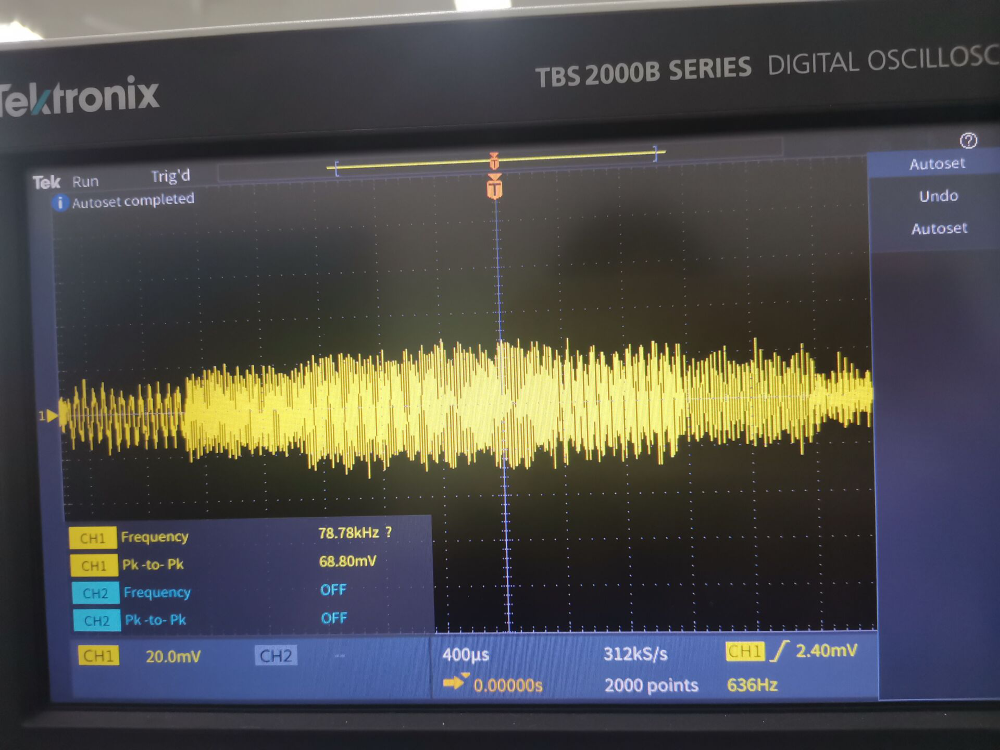 Tektronix
TBS 2000B SERIES DIGITAL OSCILLOSC
Tek Run Trig'd
Autoset completed
Autoset
Undo
Autoset
1
CH1 Frequency 78.78kHz ?
CH1 Pk -to- Pk 68.80mV
CH2 Frequency OFF
CH2 Pk -to- Pk OFF
CH1 20.0mV CH2 -- 400µs 312kS/s CH1 2.40mV
0.00000s 2000 points 636Hz